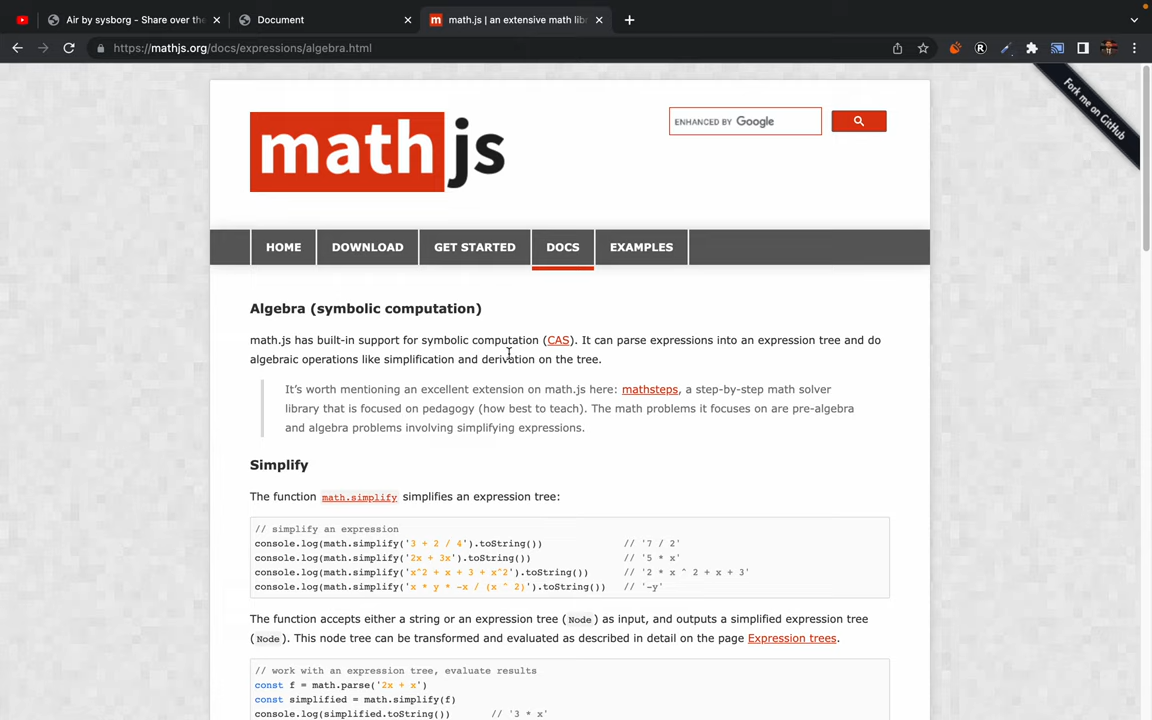 Air by sysborg - Share over the
Document
math.js | an extensive math lib
https://mathjs.org/docs/expressions/algebra.html
Fork me on GitHub
math js
ENHANCED BY Google
HOME DOWNLOAD GET STARTED DOCS EXAMPLES
Algebra (symbolic computation)
math.js has built-in support for symbolic computation (CAS). It can parse expressions into an expression tree and do
algebraic operations like simplification and derivation on the tree.
It's worth mentioning an excellent extension on math.js here: mathsteps, a step-by-step math solver
library that is focused on pedagogy (how best to teach). The math problems it focuses on are pre-algebra
and algebra problems involving simplifying expressions.
Simplify
The function math.simplify simplifies an expression tree:
// simplify an expression
console.log(math.simplify('3 + 2 / 4').toString()) // '7 / 2'
console.log(math.simplify('2x + 3x').toString()) // '5 * x'
console.log(math.simplify('x^2 + x + 3 + x^2').toString()) // '2 * x ^ 2 + x + 3'
console.log(math.simplify('x * y * -x / (x ^ 2)').toString()) // '-y'
The function accepts either a string or an expression tree (Node) as input, and outputs a simplified expression tree
(Node). This node tree can be transformed and evaluated as described in detail on the page Expression trees.
// work with an expression tree, evaluate results
const f = math.parse('2x + x')
const simplified = math.simplify(f)
console.log(simplified.toString()) // '3 * x'